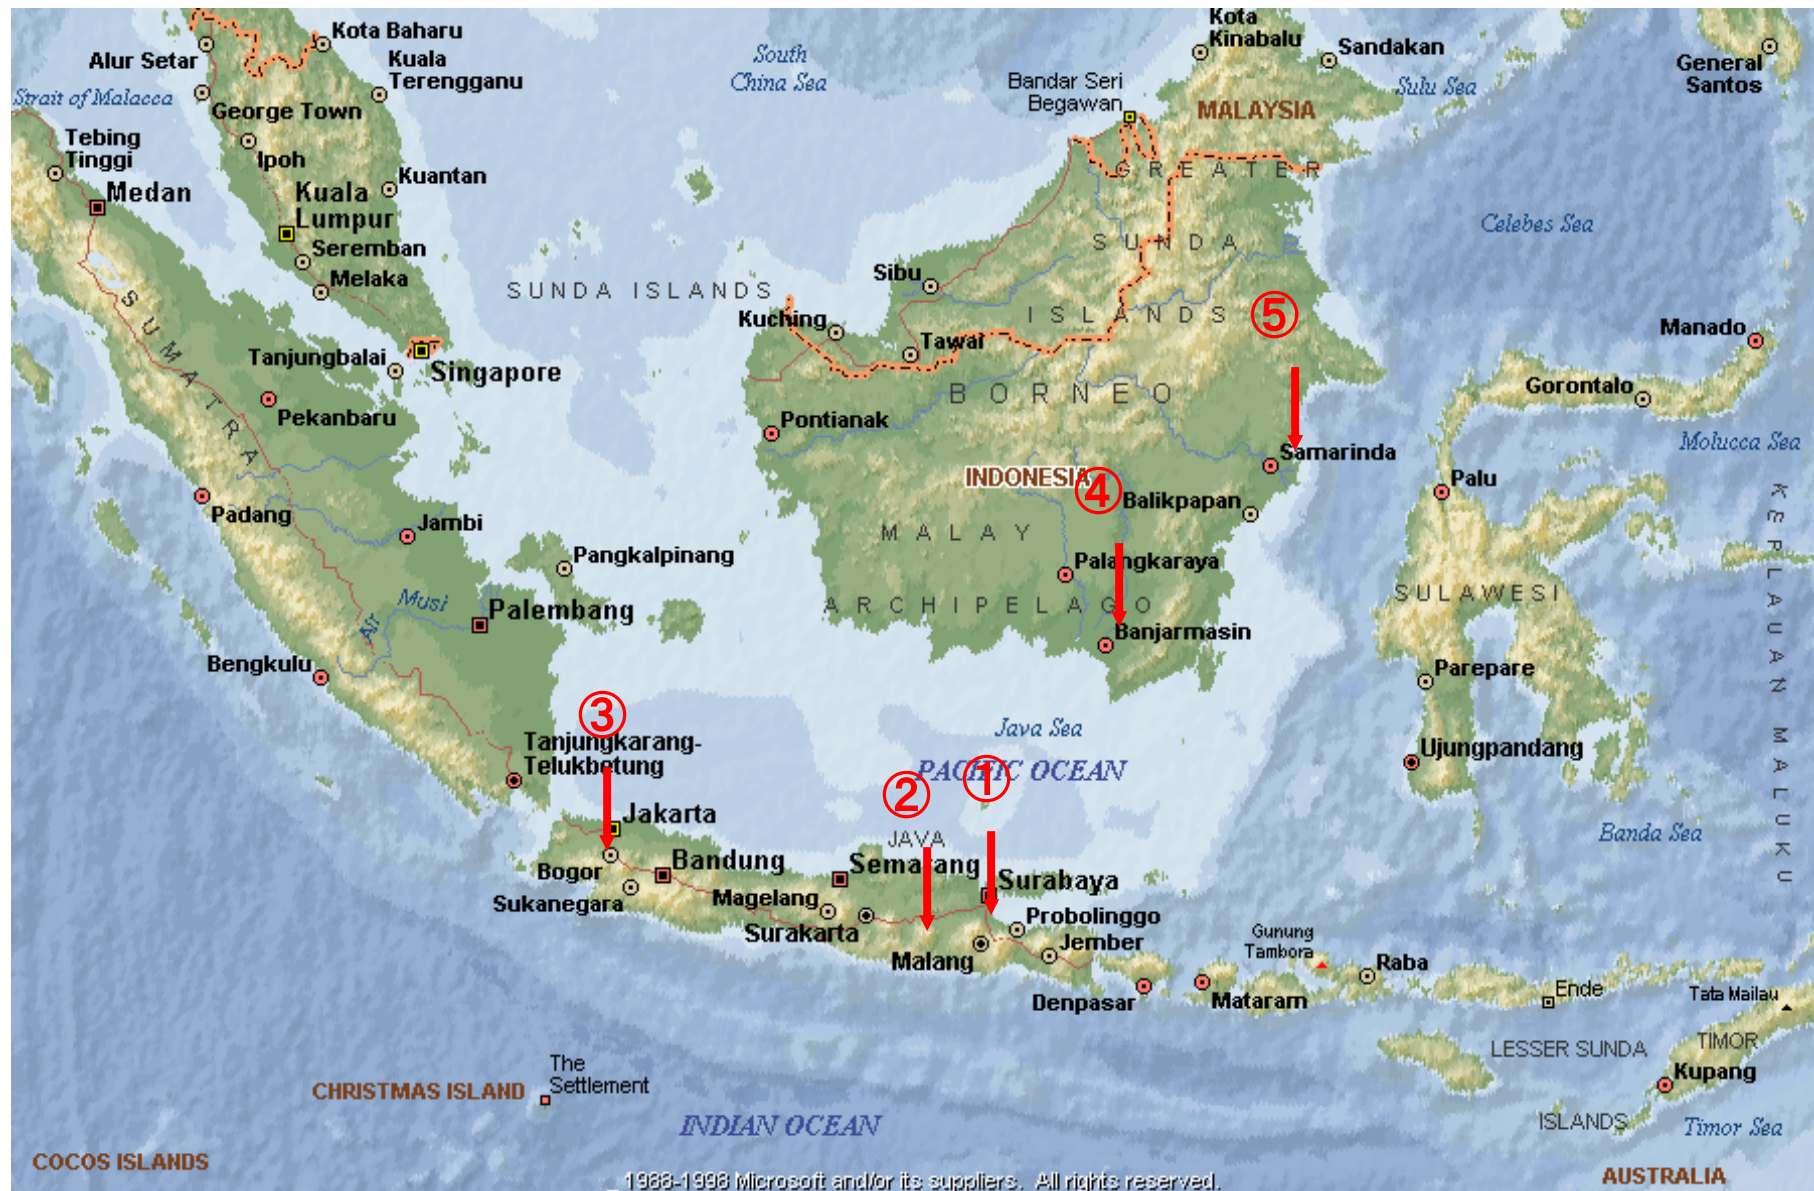 Kota Baharu
Alur Setar
Kuala
Terengganu
South
China Sea
Kota
Kinabalu
Sandakan
General
Santos
Strait of Malacca
George Town
Bandar Seri
Begawan
MALAYSIA
Sulu Sea
Tebing
Tinggi
Ipoh
Kuantan
Medan
Kuala
Lumpur
GREATER
Celebes Sea
Seremban
Melaka
SUNDA
Sibu
SUNDA ISLANDS
ISLANDS
⑤
Kuching
Tawai
Manado
SUMATRA
Tanjungbalai
Singapore
Pekanbaru
BORNEO
Gorontalo
Pontianak
Molucca Sea
Samarinda
INDONESIA
④
Balikpapan
Palu
Padang
Jambi
MALAY
KEPLAUAN MALUKU
Pangkalpinang
Palangkaraya
Air Musi
Palembang
ARCHIPELAGO
SULAWESI
Banjarmasin
Bengkulu
Parepare
③
Java Sea
Tanjungkarang-
Telukbetung
Ujungpandang
PACIFIC OCEAN
②
①
Jakarta
JAVA
Banda Sea
Bogor
Bandung
Semarang
Surabaya
Sukanegara
Magelang
Probolinggo
Surakarta
Jember
Malang
Gunung
Tambora
Raba
Denpasar
Mataram
Ende
Tata Mailau
LESSER SUNDA
TIMOR
The
Settlement
CHRISTMAS ISLAND
Kupang
ISLANDS
INDIAN OCEAN
Timor Sea
COCOS ISLANDS
AUSTRALIA
1988-1998 Microsoft and/or its suppliers. All rights reserved.